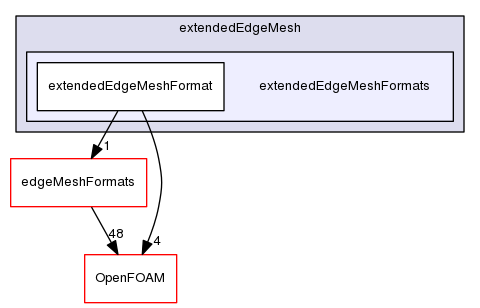 extendedEdgeMesh
extendedEdgeMeshFormat
extendedEdgeMeshFormats
1
edgeMeshFormats
48
4
OpenFOAM